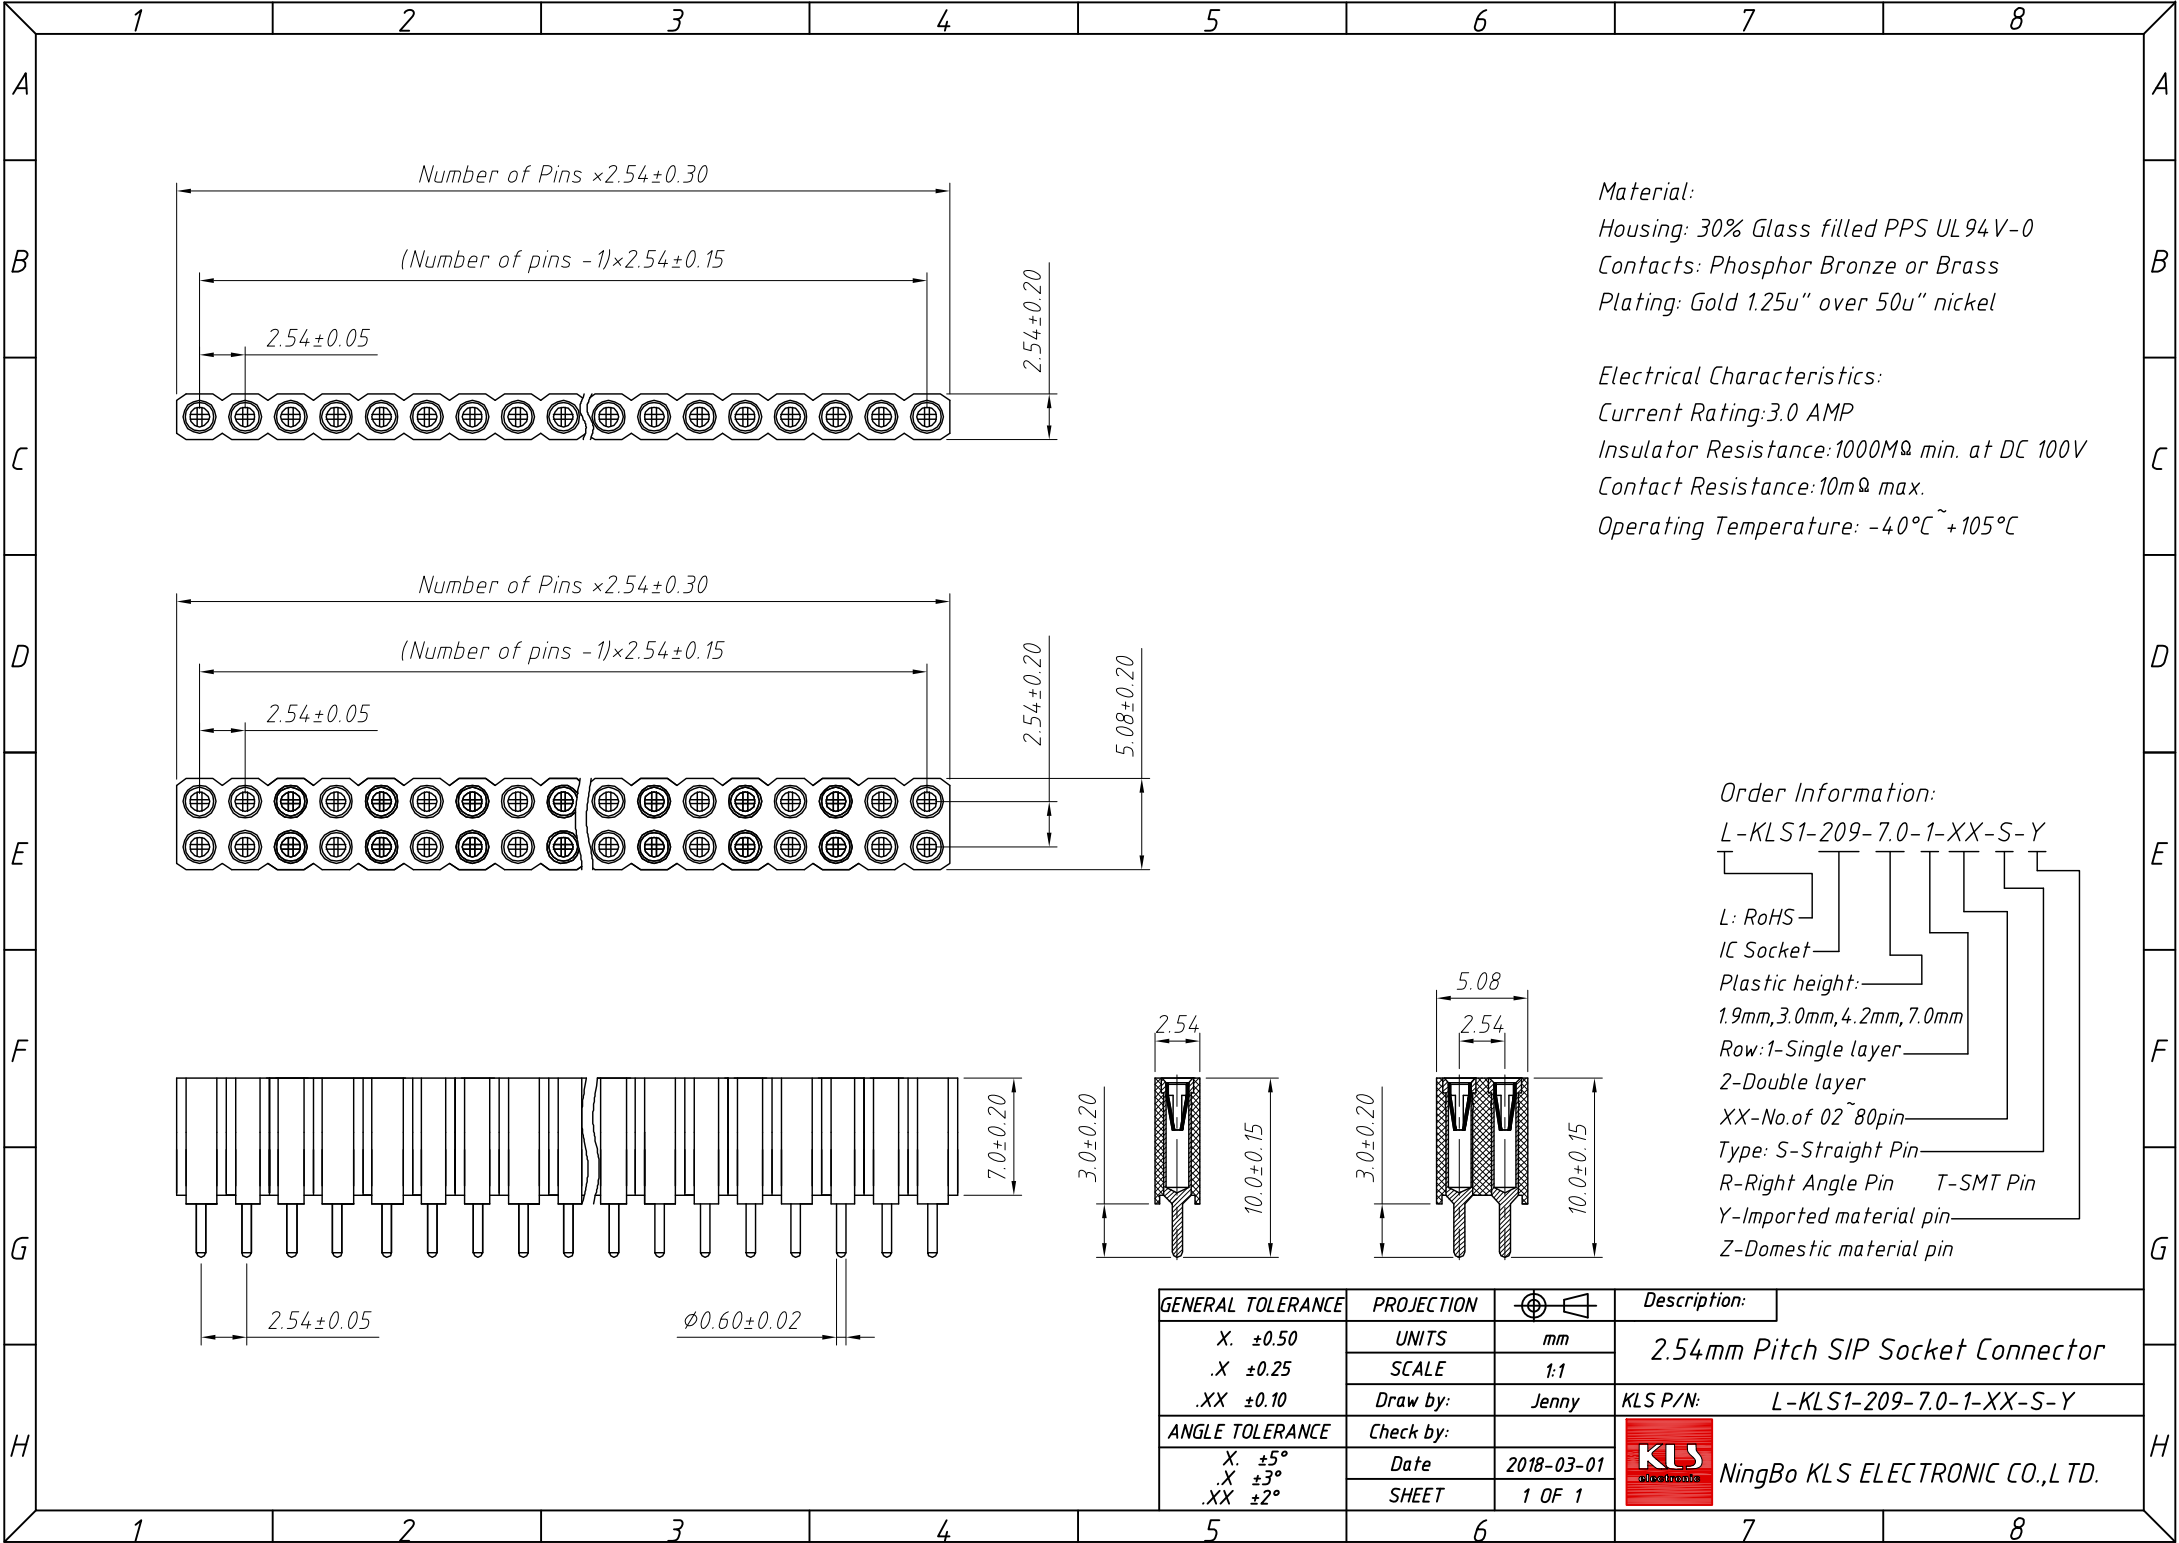 1 2 3 4 5 6 7 8
A A
B B
C C
D D
E E
F F
G G
H H
Number of Pins ×2.54±0.30
(Number of pins -1)×2.54±0.15
2.54±0.05
2.54±0.20
Number of Pins ×2.54±0.30
(Number of pins -1)×2.54±0.15
2.54±0.05
2.54±0.20
5.08±0.20
7.0±0.20
2.54±0.05
Ø0.60±0.02
2.54
3.0±0.20
10.0±0.15
5.08
2.54
3.0±0.20
10.0±0.15
Material:
Housing: 30% Glass filled PPS UL94V-0
Contacts: Phosphor Bronze or Brass
Plating: Gold 1.25u" over 50u" nickel
Electrical Characteristics:
Current Rating:3.0 AMP
Insulator Resistance:1000MΩ min. at DC 100V
Contact Resistance:10mΩ max.
Operating Temperature: -40°C~+105°C
Order Information:
L-KLS1-209-7.0-1-XX-S-Y
L: RoHS
IC Socket
Plastic height:
1.9mm,3.0mm,4.2mm,7.0mm
Row:1-Single layer
2-Double layer
XX-No.of 02~80pin
Type: S-Straight Pin
R-Right Angle Pin T-SMT Pin
Y-Imported material pin
Z-Domestic material pin
GENERAL TOLERANCE
X. ±0.50
.X ±0.25
.XX ±0.10
ANGLE TOLERANCE
X. ±5°
.X ±3°
.XX ±2°
PROJECTION
UNITS mm
SCALE 1:1
Draw by: Jenny
Check by:
Date 2018-03-01
SHEET 1 OF 1
Description:
2.54mm Pitch SIP Socket Connector
KLS P/N: L-KLS1-209-7.0-1-XX-S-Y
KLS
electronic
NingBo KLS ELECTRONIC CO.,LTD.
1 2 3 4 5 6 7 8